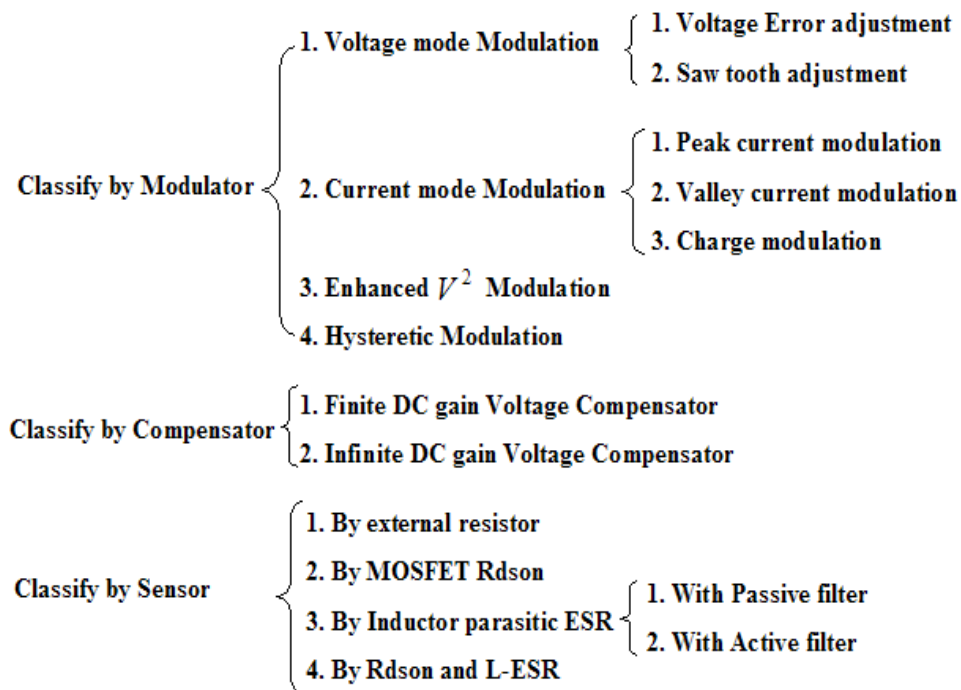 Classify by Modulator
1. Voltage mode Modulation
1. Voltage Error adjustment
2. Saw tooth adjustment
2. Current mode Modulation
1. Peak current modulation
2. Valley current modulation
3. Charge modulation
3. Enhanced V² Modulation
4. Hysteretic Modulation
Classify by Compensator
1. Finite DC gain Voltage Compensator
2. Infinite DC gain Voltage Compensator
Classify by Sensor
1. By external resistor
2. By MOSFET Rdson
3. By Inductor parasitic ESR
1. With Passive filter
2. With Active filter
4. By Rdson and L-ESR